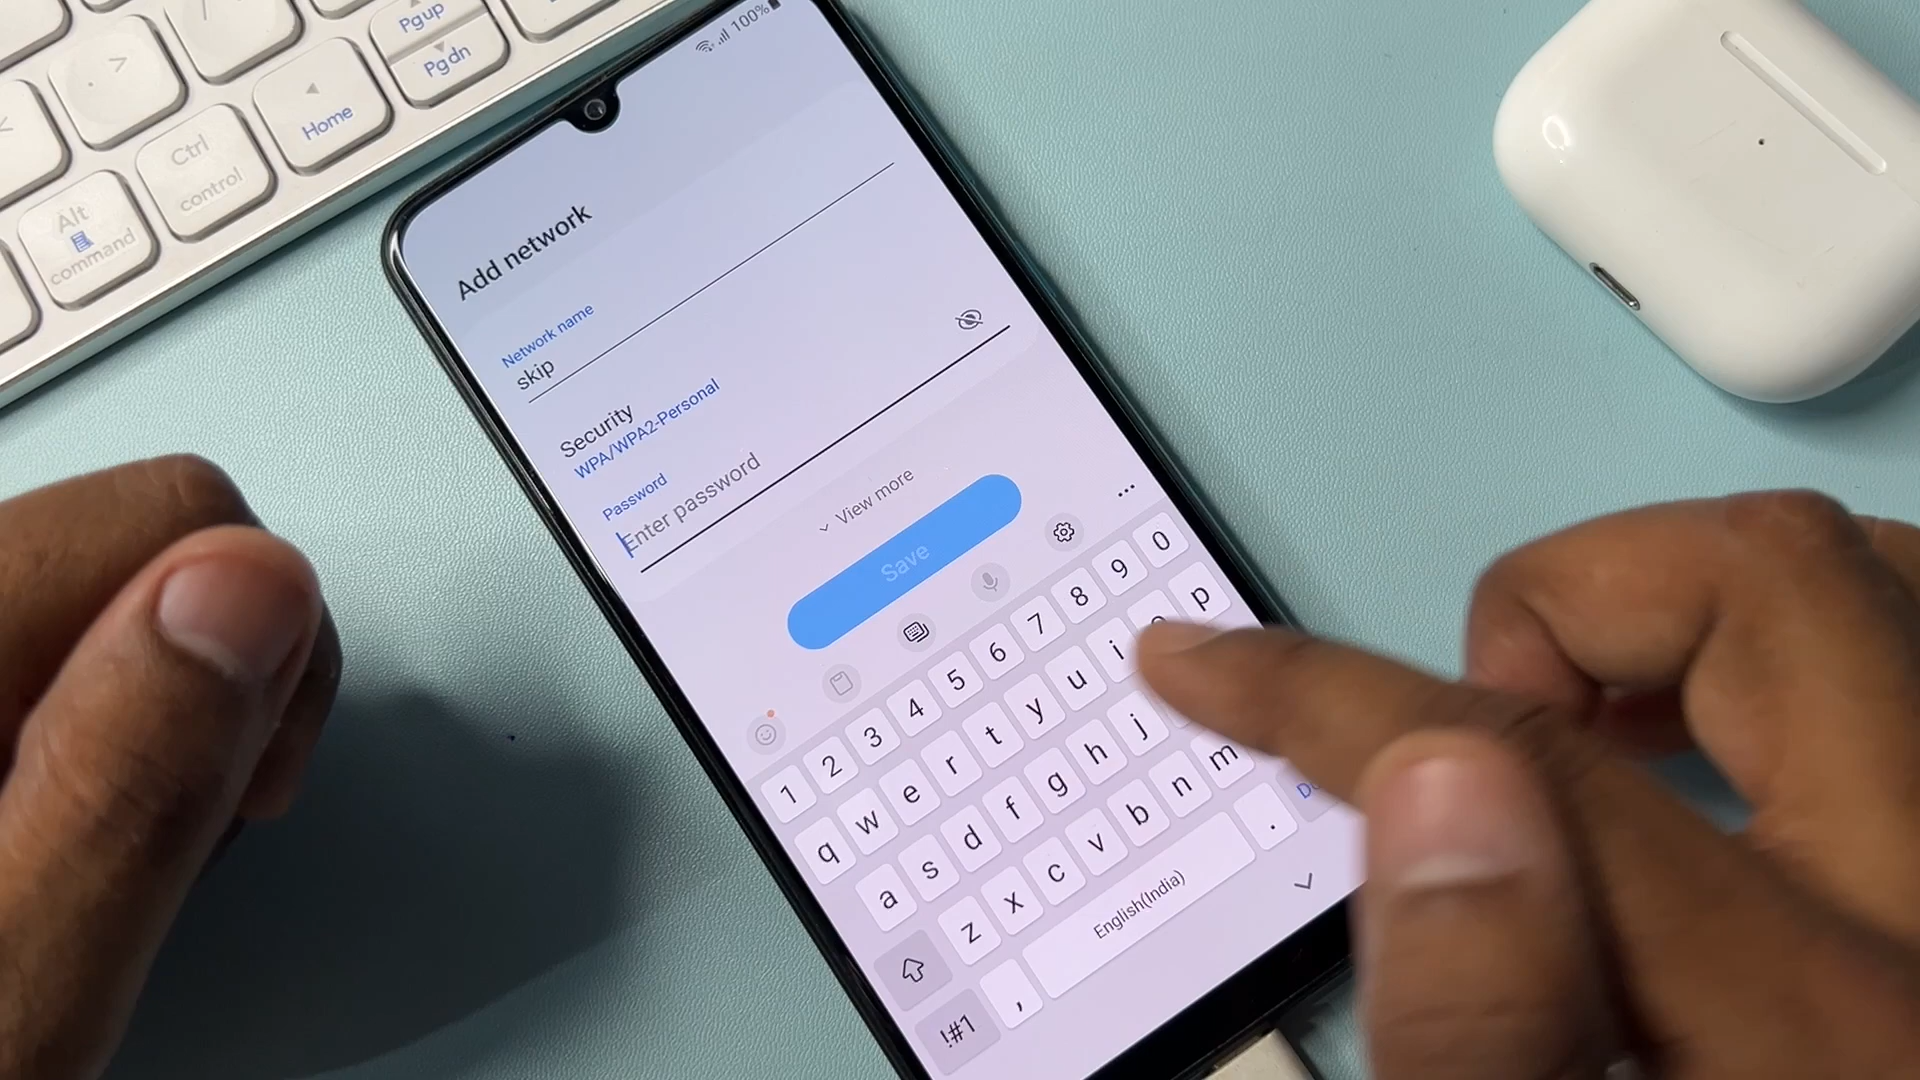 Pgup
Pgdn
Home
Ctrl
control
Alt
command
100%
Add network
Network name
skip
Security
WPA/WPA2-Personal
Password
Enter password
View more
Save
1 2 3 4 5 6 7 8 9 0
q w e r t y u i p
a s d f g h j
z x c v b n m
!#1 , English(India) .